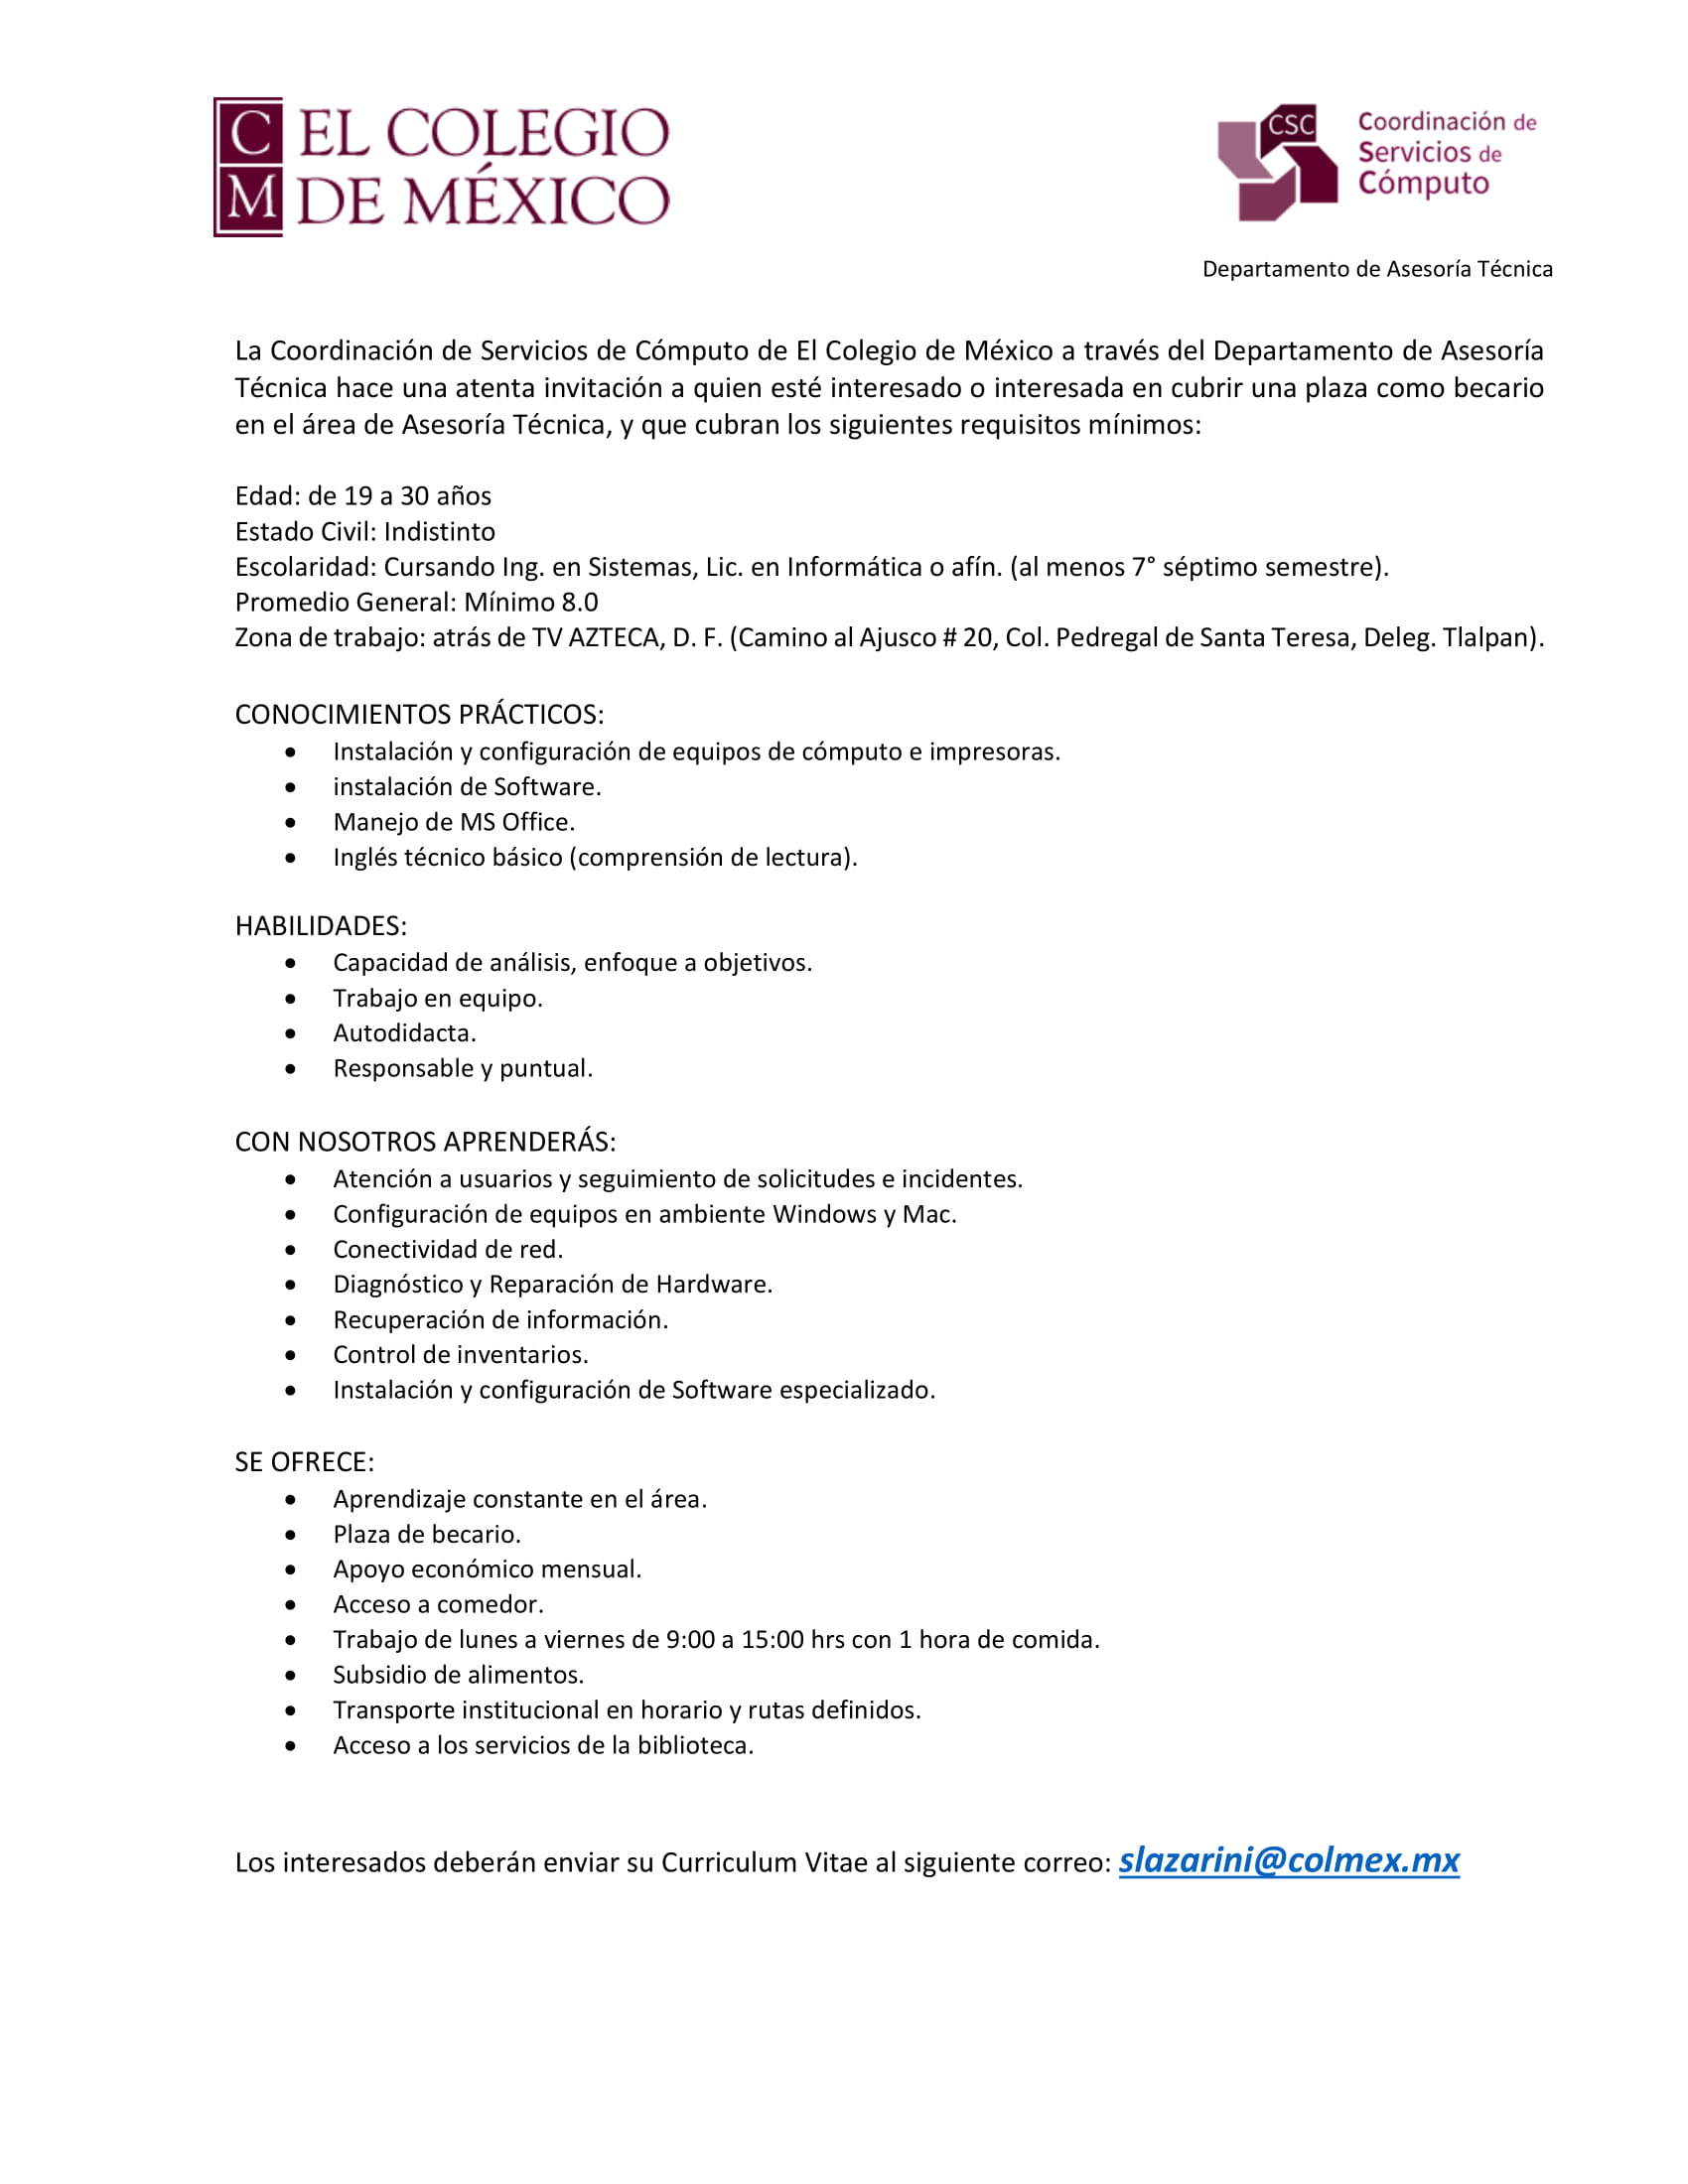 C EL COLEGIO
M DE MÉXICO
CSC
Coordinación de
Servicios de
Cómputo
Departamento de Asesoría Técnica
La Coordinación de Servicios de Cómputo de El Colegio de México a través del Departamento de Asesoría
Técnica hace una atenta invitación a quien esté interesado o interesada en cubrir una plaza como becario
en el área de Asesoría Técnica, y que cubran los siguientes requisitos mínimos:
Edad: de 19 a 30 años
Estado Civil: Indistinto
Escolaridad: Cursando Ing. en Sistemas, Lic. en Informática o afín. (al menos 7° séptimo semestre).
Promedio General: Mínimo 8.0
Zona de trabajo: atrás de TV AZTECA, D. F. (Camino al Ajusco # 20, Col. Pedregal de Santa Teresa, Deleg. Tlalpan).
CONOCIMIENTOS PRÁCTICOS:
• Instalación y configuración de equipos de cómputo e impresoras.
• instalación de Software.
• Manejo de MS Office.
• Inglés técnico básico (comprensión de lectura).
HABILIDADES:
• Capacidad de análisis, enfoque a objetivos.
• Trabajo en equipo.
• Autodidacta.
• Responsable y puntual.
CON NOSOTROS APRENDERÁS:
• Atención a usuarios y seguimiento de solicitudes e incidentes.
• Configuración de equipos en ambiente Windows y Mac.
• Conectividad de red.
• Diagnóstico y Reparación de Hardware.
• Recuperación de información.
• Control de inventarios.
• Instalación y configuración de Software especializado.
SE OFRECE:
• Aprendizaje constante en el área.
• Plaza de becario.
• Apoyo económico mensual.
• Acceso a comedor.
• Trabajo de lunes a viernes de 9:00 a 15:00 hrs con 1 hora de comida.
• Subsidio de alimentos.
• Transporte institucional en horario y rutas definidos.
• Acceso a los servicios de la biblioteca.
Los interesados deberán enviar su Curriculum Vitae al siguiente correo: slazarini@colmex.mx